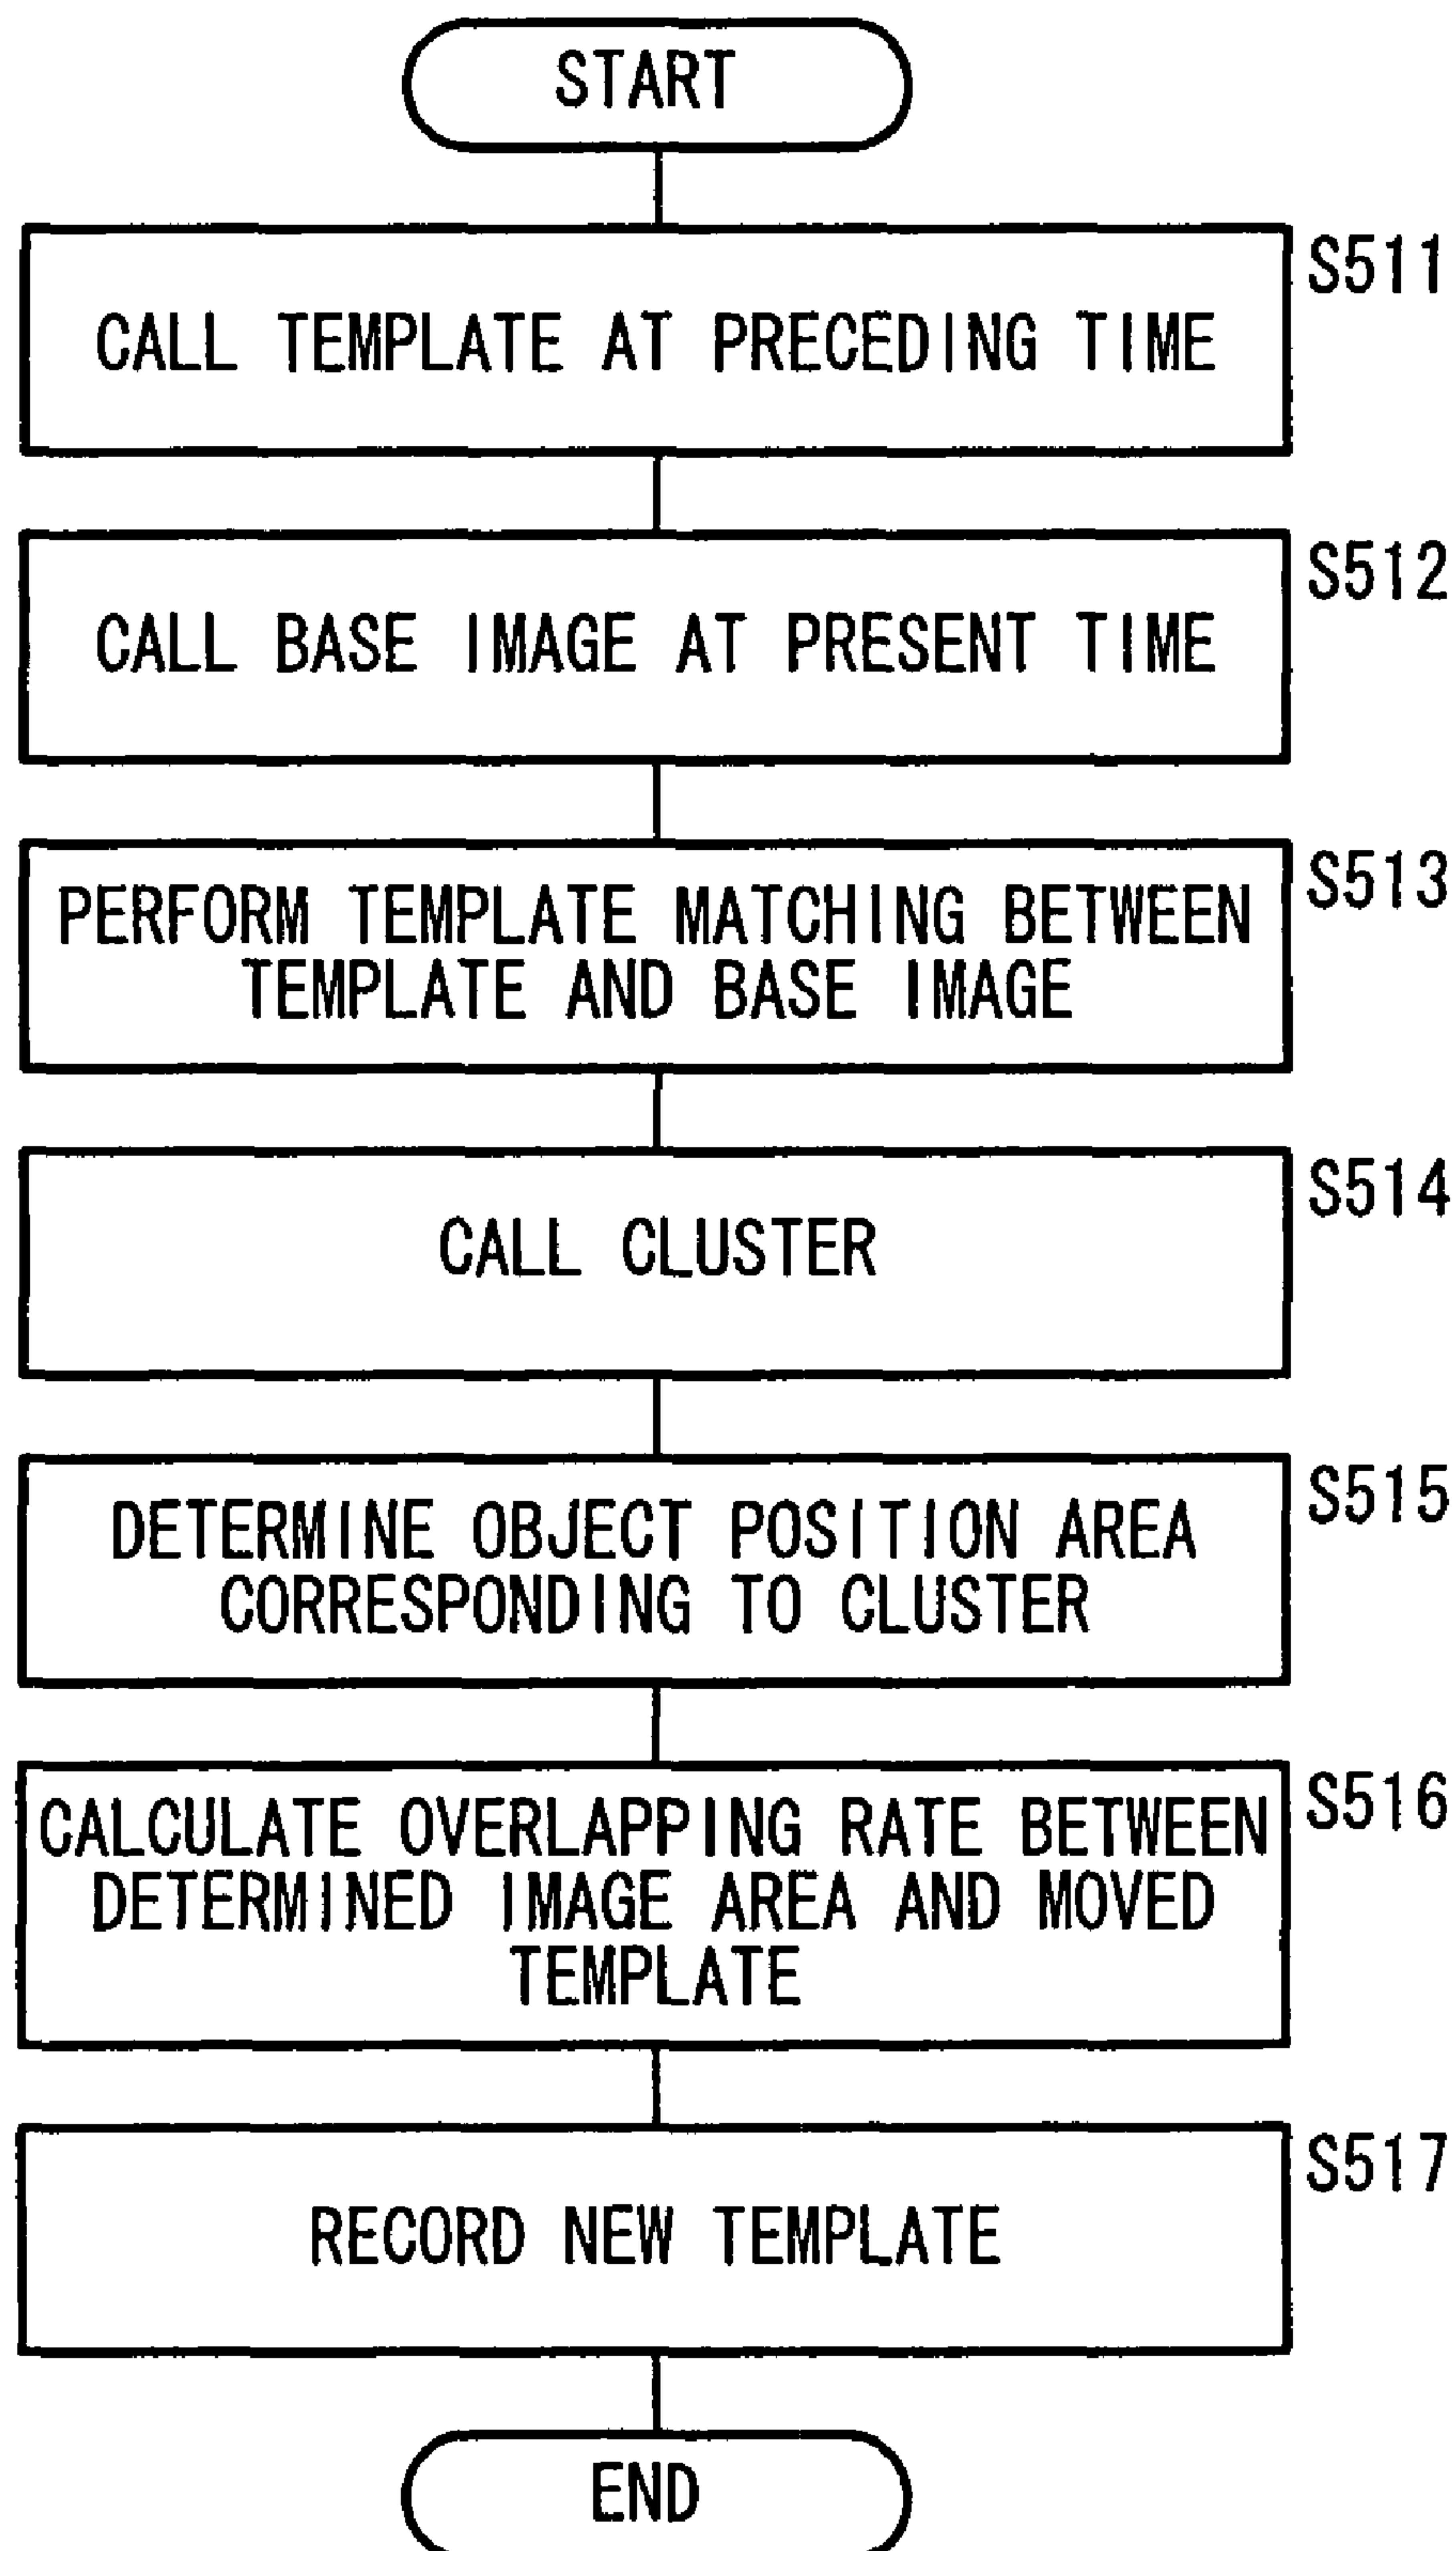 START
S511
CALL TEMPLATE AT PRECEDING TIME
S512
CALL BASE IMAGE AT PRESENT TIME
S513
PERFORM TEMPLATE MATCHING BETWEEN
TEMPLATE AND BASE IMAGE
S514
CALL CLUSTER
S515
DETERMINE OBJECT POSITION AREA
CORRESPONDING TO CLUSTER
S516
CALCULATE OVERLAPPING RATE BETWEEN
DETERMINED IMAGE AREA AND MOVED
TEMPLATE
S517
RECORD NEW TEMPLATE
END